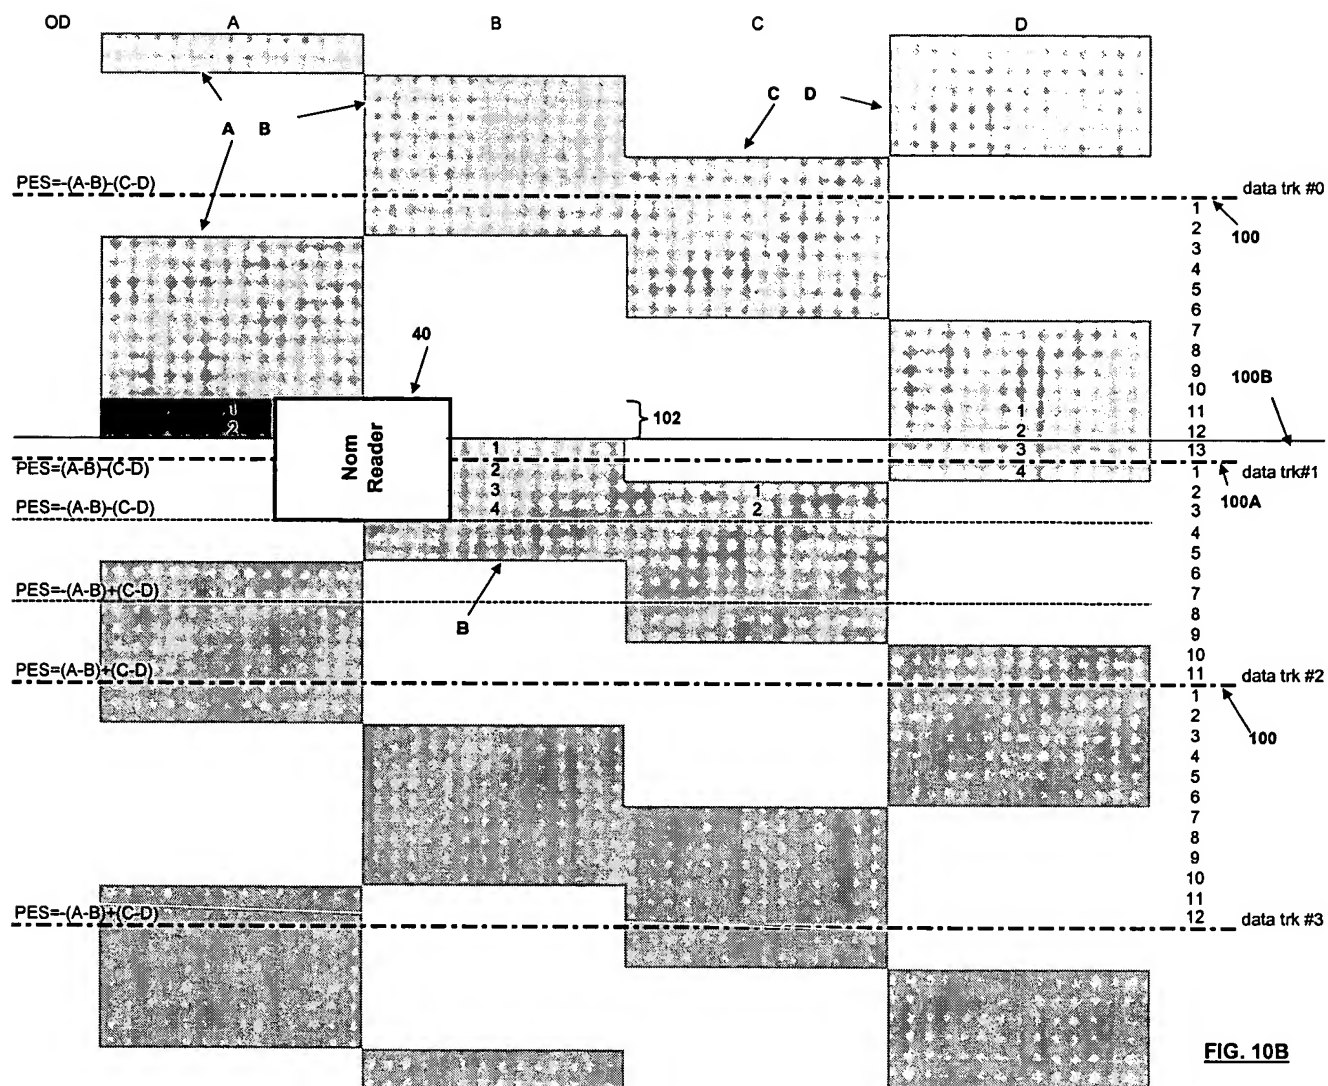 OD A B C D
A B
C D
PES=-(A-B)-(C-D)
data trk #0
100
1
2
3
4
5
6
7
8
9
10
11
12
13
40
Nom
Reader
102
100B
1
2
1
2
3
4
1
2
3
4
1
2
PES=(A-B)-(C-D)
data trk#1
100A
PES=-(A-B)-(C-D)
1
2
3
4
5
6
7
8
9
10
11
PES=-(A-B)+(C-D)
B
PES=(A-B)+(C-D)
data trk #2
100
1
2
3
4
5
6
7
8
9
10
11
12
PES=-(A-B)+(C-D)
data trk #3
FIG. 10B